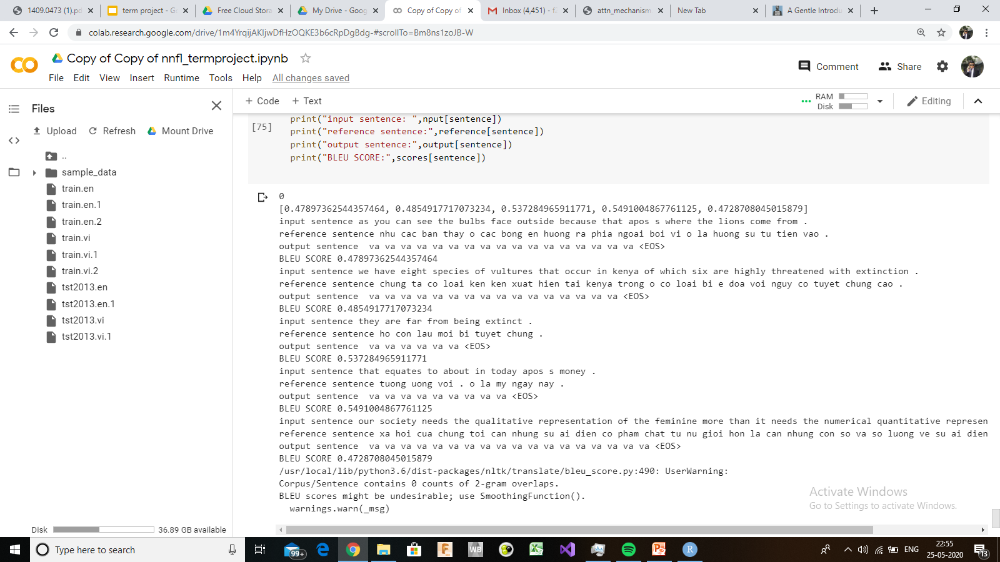 1409.0473 (1).pd
term project - Go
Free Cloud Stora
My Drive - Goog
Copy of Copy of
Inbox (4,451) - f
attn_mechanism
New Tab
A Gentle Introdu
colab.research.google.com/drive/1m4YrqijAKIjwDfHzOQKE3b6cRpDgBdg-#scrollTo=Bm8ns1zoJB-W
Copy of Copy of nnfl_termproject.ipynb
Comment
Share
File Edit View Insert Runtime Tools Help All changes saved
Files
+ Code + Text
RAM
Disk
Editing
Upload Refresh Mount Drive
..
sample_data
train.en
train.en.1
train.en.2
train.vi
train.vi.1
train.vi.2
tst2013.en
tst2013.en.1
tst2013.vi
tst2013.vi.1
Disk 36.89 GB available
[75]
print("input sentence: ",nput[sentence])
print("reference sentence:",reference[sentence])
print("output sentence:",output[sentence])
print("BLEU SCORE:",scores[sentence])
0
[0.47897362544357464, 0.4854917717073234, 0.537284965911771, 0.5491004867761125, 0.4728708045015879]
input sentence as you can see the bulbs face outside because that apos s where the lions come from .
reference sentence nhu cac ban thay o cac bong en huong ra phia ngoai boi vi o la huong su tu tien vao .
output sentence  va va va va va va va va va va va va va va va va va <EOS>
BLEU SCORE 0.47897362544357464
input sentence we have eight species of vultures that occur in kenya of which six are highly threatened with extinction .
reference sentence chung ta co loai ken ken xuat hien tai kenya trong o co loai bi e doa voi nguy co tuyet chung cao .
output sentence  va va va va va va va va va va va va va va va va <EOS>
BLEU SCORE 0.4854917717073234
input sentence they are far from being extinct .
reference sentence ho con lau moi bi tuyet chung .
output sentence  va va va va va va <EOS>
BLEU SCORE 0.537284965911771
input sentence that equates to about in today apos s money .
reference sentence tuong uong voi . o la my ngay nay .
output sentence  va va va va va va va va va <EOS>
BLEU SCORE 0.5491004867761125
input sentence our society needs the qualitative representation of the feminine more than it needs the numerical quantitative represen
reference sentence xa hoi cua chung toi can nhung su ai dien co pham chat tu nu gioi hon la can nhung con so va so luong ve su ai dien
output sentence  va va va va va va va va va va va va va va va va va va <EOS>
BLEU SCORE 0.4728708045015879
/usr/local/lib/python3.6/dist-packages/nltk/translate/bleu_score.py:490: UserWarning:
Corpus/Sentence contains 0 counts of 2-gram overlaps.
BLEU scores might be undesirable; use SmoothingFunction().
  warnings.warn(_msg)
Activate Windows
Go to Settings to activate Windows.
Type here to search
99+
WB
R
ENG
22:55
25-05-2020
13